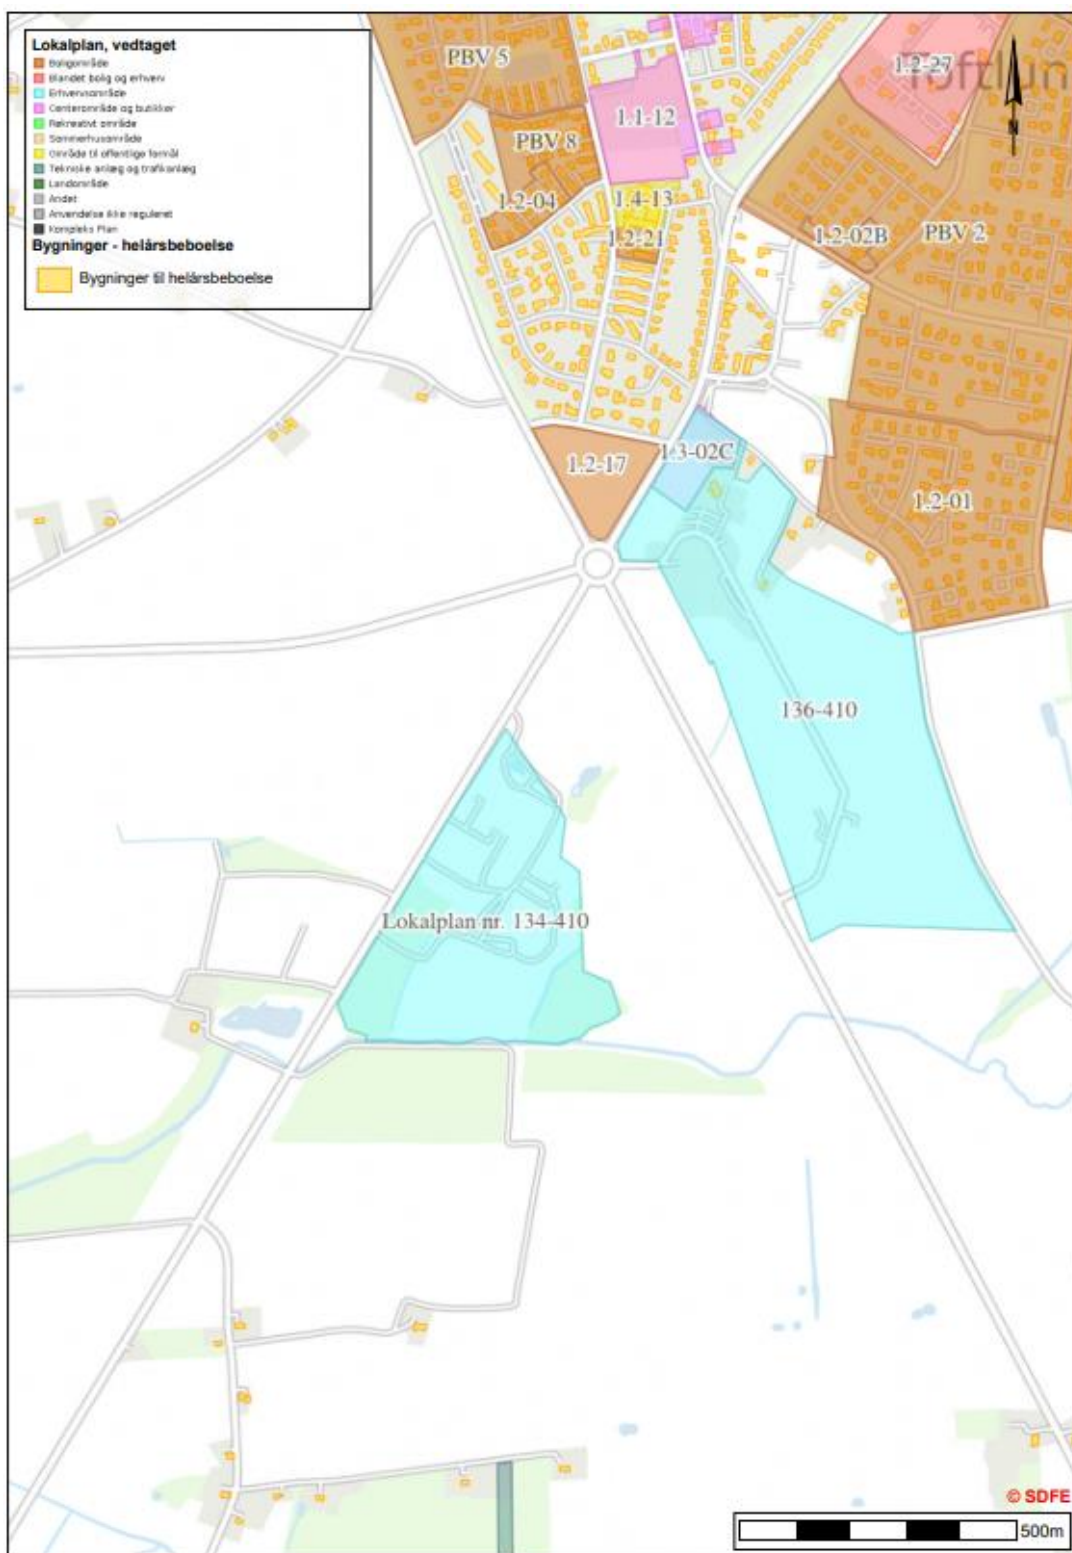 Lokalplan, vedtaget
Boligområde
Blandet bolig og erhverv
Erhvervsområde
Centerområde og butikker
Rekreativt område
Sommerhusområde
Område til offentlige formål
Tekniske anlæg og trafikanlæg
Landområde
Andet
Anvendelse ikke reguleret
Kompleks Plan
Bygninger - helårsbeboelse
Bygninger til helårsbeboelse
PBV 5
1.2-27
Toftlun
N
1.1-12
PBV 8
1.2-04
1.4-13
1.2-21
1.2-02B
PBV 2
1.2-17
1.3-02C
1.2-01
136-410
Lokalplan nr. 134-410
© SDFE
500m